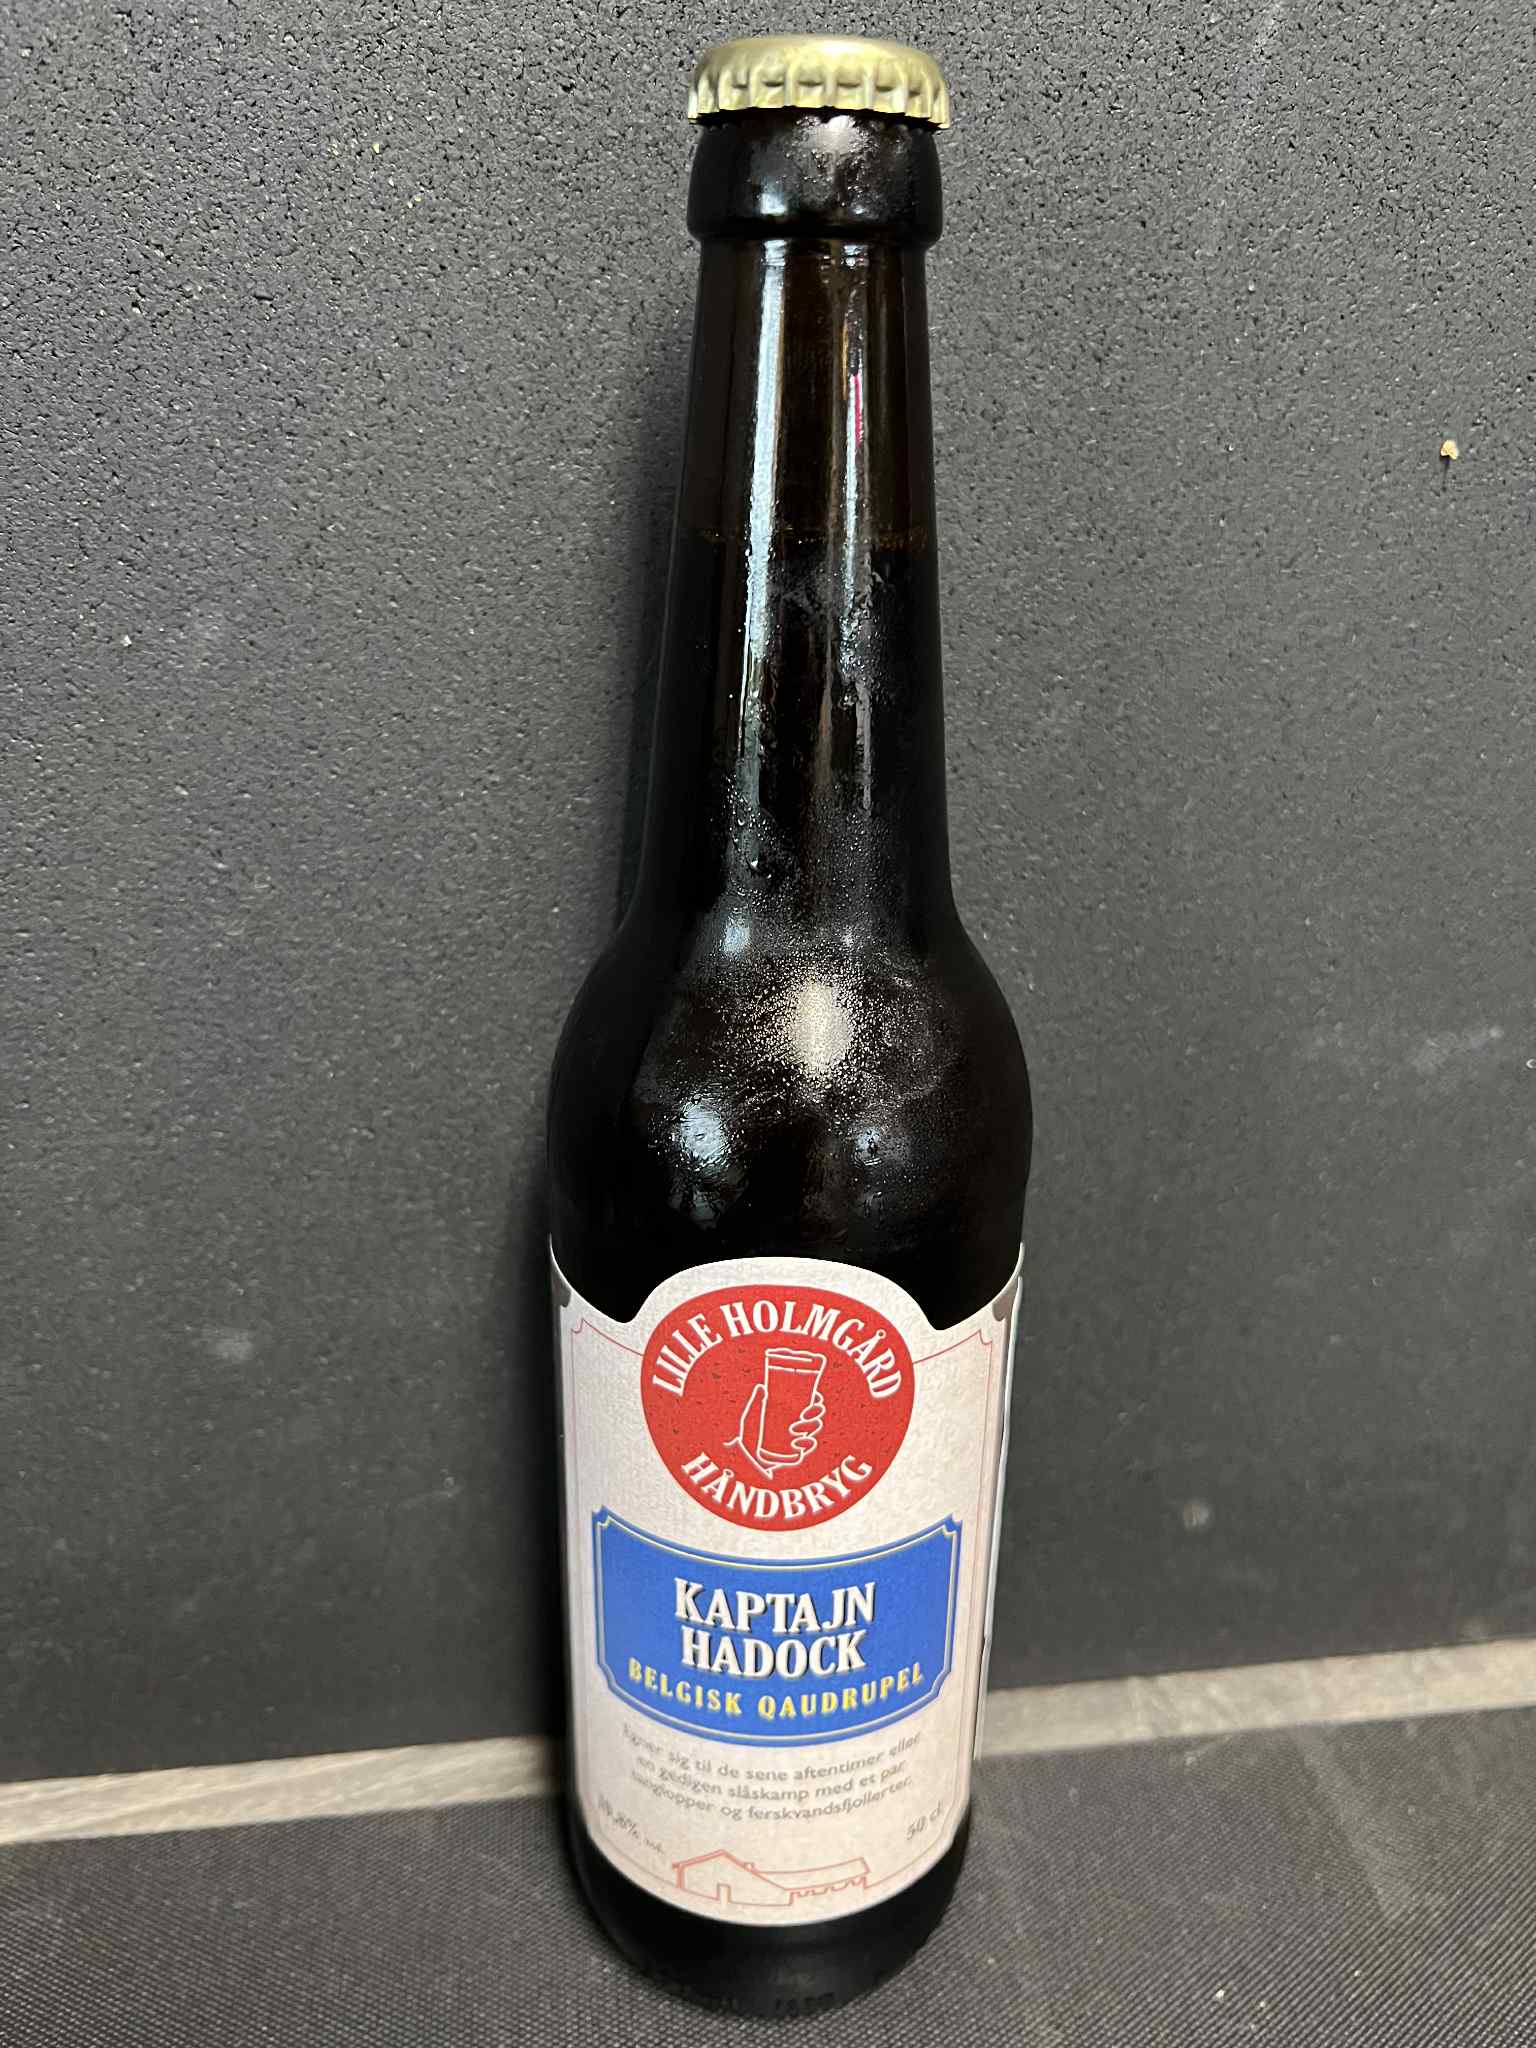 LILLE HOLMGÅRD
HÅNDBRYG
KAPTAJN
HADOCK
BELGISK QAUDRUPEL
Egner sig til de sene aftentimer eller
en gedigen slåskamp med et par
tanglopper og ferskvandsfjollerter.
50 cl.